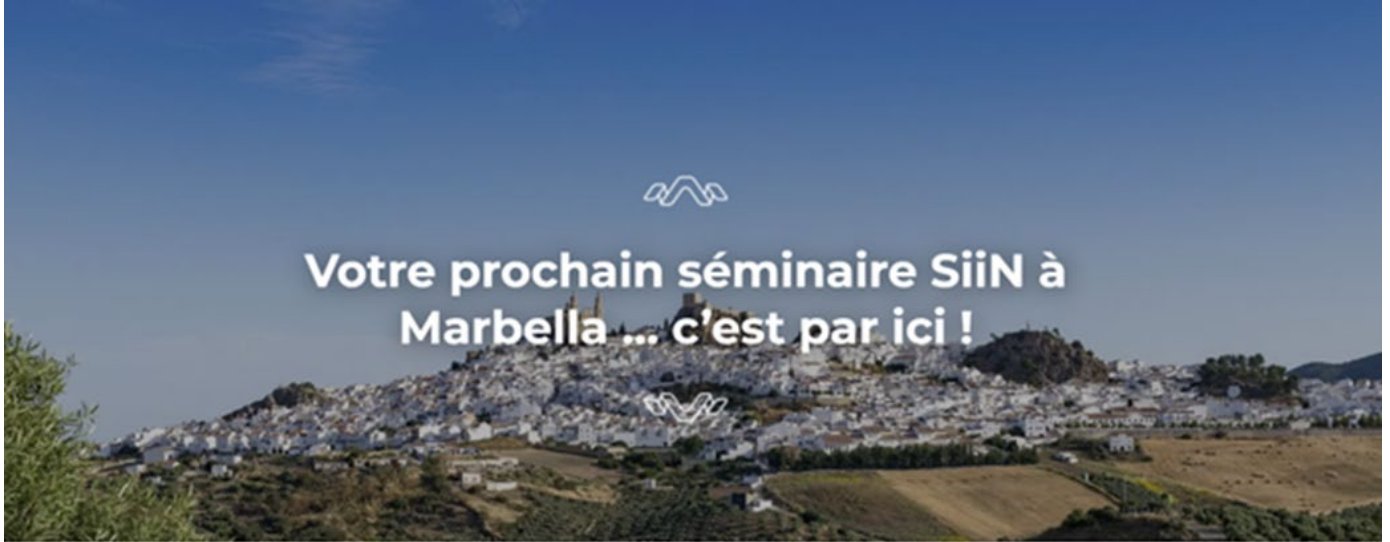 Votre prochain séminaire SiiN à
Marbella ... c’est par ici !